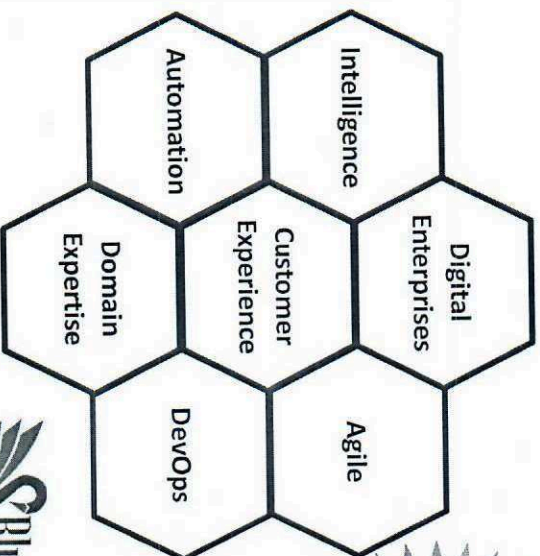 Digital
Enterprises
Intelligence
Agile
Customer
Experience
Automation
DevOps
Domain
Expertise